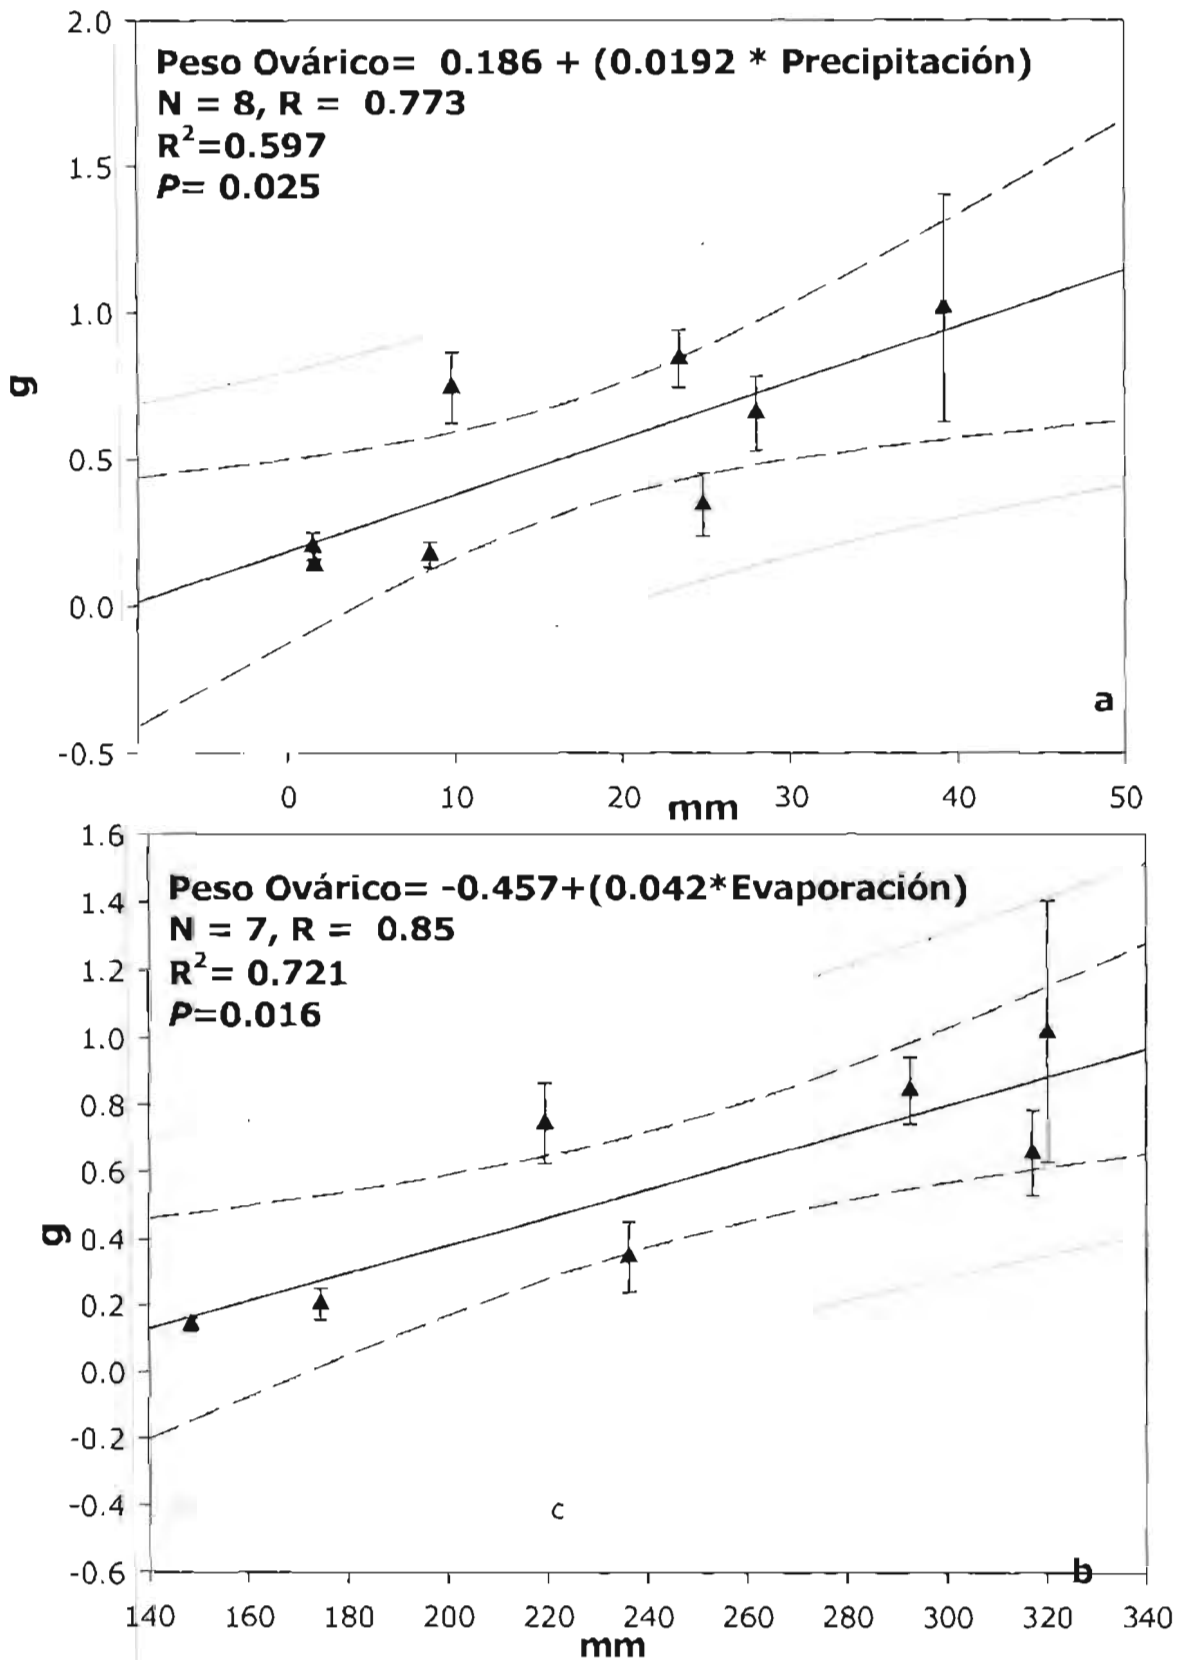 2.0
Peso Ovárico= 0.186 + (0.0192 * Precipitación)
N = 8, R = 0.773
R²=0.597
P= 0.025
1.5
1.0
g
0.5
0.0
a
-0.5
0 10 20 30 40 50
mm
1.6
Peso Ovárico= -0.457+(0.042*Evaporación)
1.4
N = 7, R = 0.85
R²= 0.721
1.2
P=0.016
1.0
0.8
0.6
g
0.4
0.2
0.0
-0.2
-0.4
c
-0.6
b
140 160 180 200 220 240 260 280 300 320 340
mm